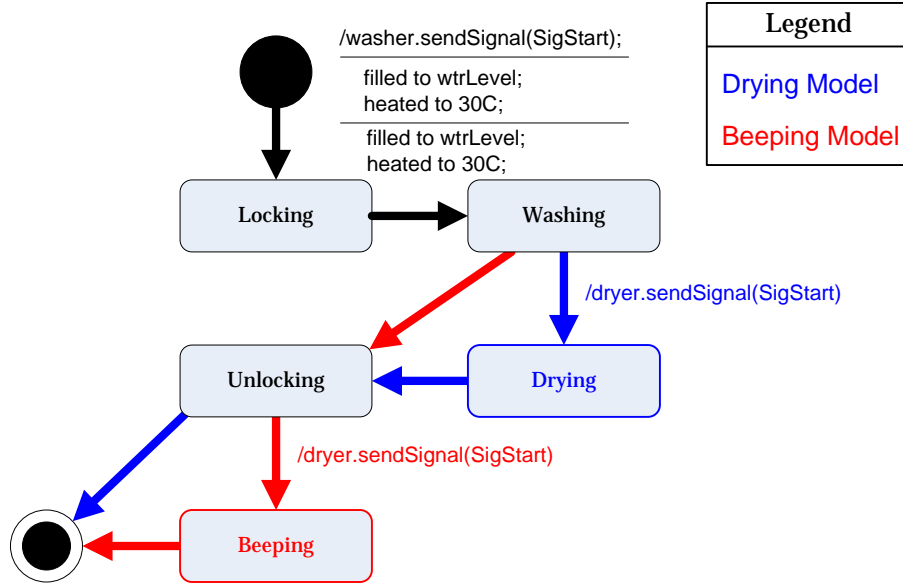 /washer.sendSignal(SigStart);
filled to wtrLevel;
heated to 30C;
filled to wtrLevel;
heated to 30C;
Legend
Drying Model
Beeping Model
Locking
Washing
/dryer.sendSignal(SigStart)
Unlocking
Drying
/dryer.sendSignal(SigStart)
Beeping